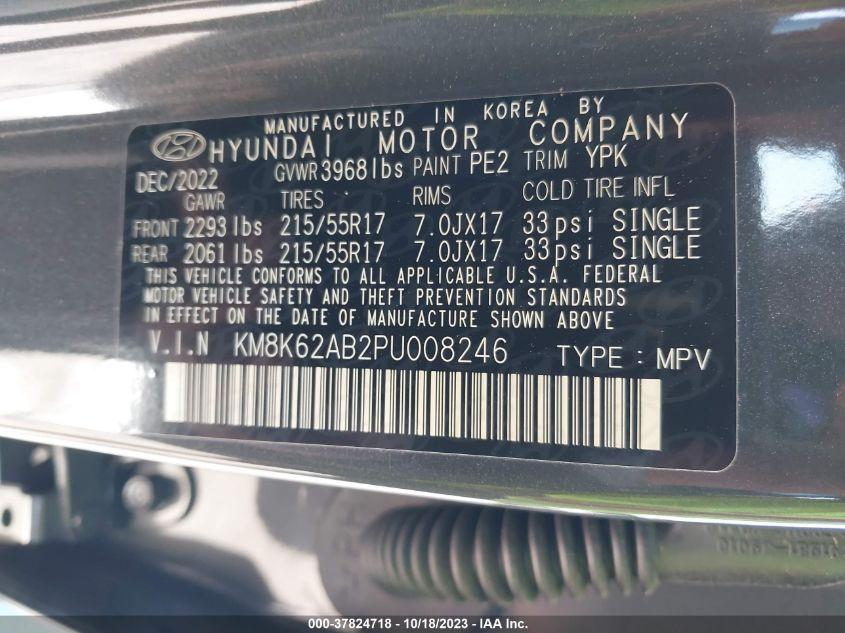 MANUFACTURED IN KOREA BY
HYUNDAI MOTOR COMPANY
DEC/2022 GVWR 3968lbs PAINT PE2 TRIM YPK
GAWR TIRES RIMS COLD TIRE INFL
FRONT 2293 lbs 215/55R17 7.0JX17 33psi SINGLE
REAR 2061 lbs 215/55R17 7.0JX17 33psi SINGLE
THIS VEHICLE CONFORMS TO ALL APPLICABLE U.S.A. FEDERAL
MOTOR VEHICLE SAFETY AND THEFT PREVENTION STANDARDS
IN EFFECT ON THE DATE OF MANUFACTURE SHOWN ABOVE
V.I.N KM8K62AB2PU008246 TYPE : MPV
000-37824718 - 10/18/2023 - IAA Inc.